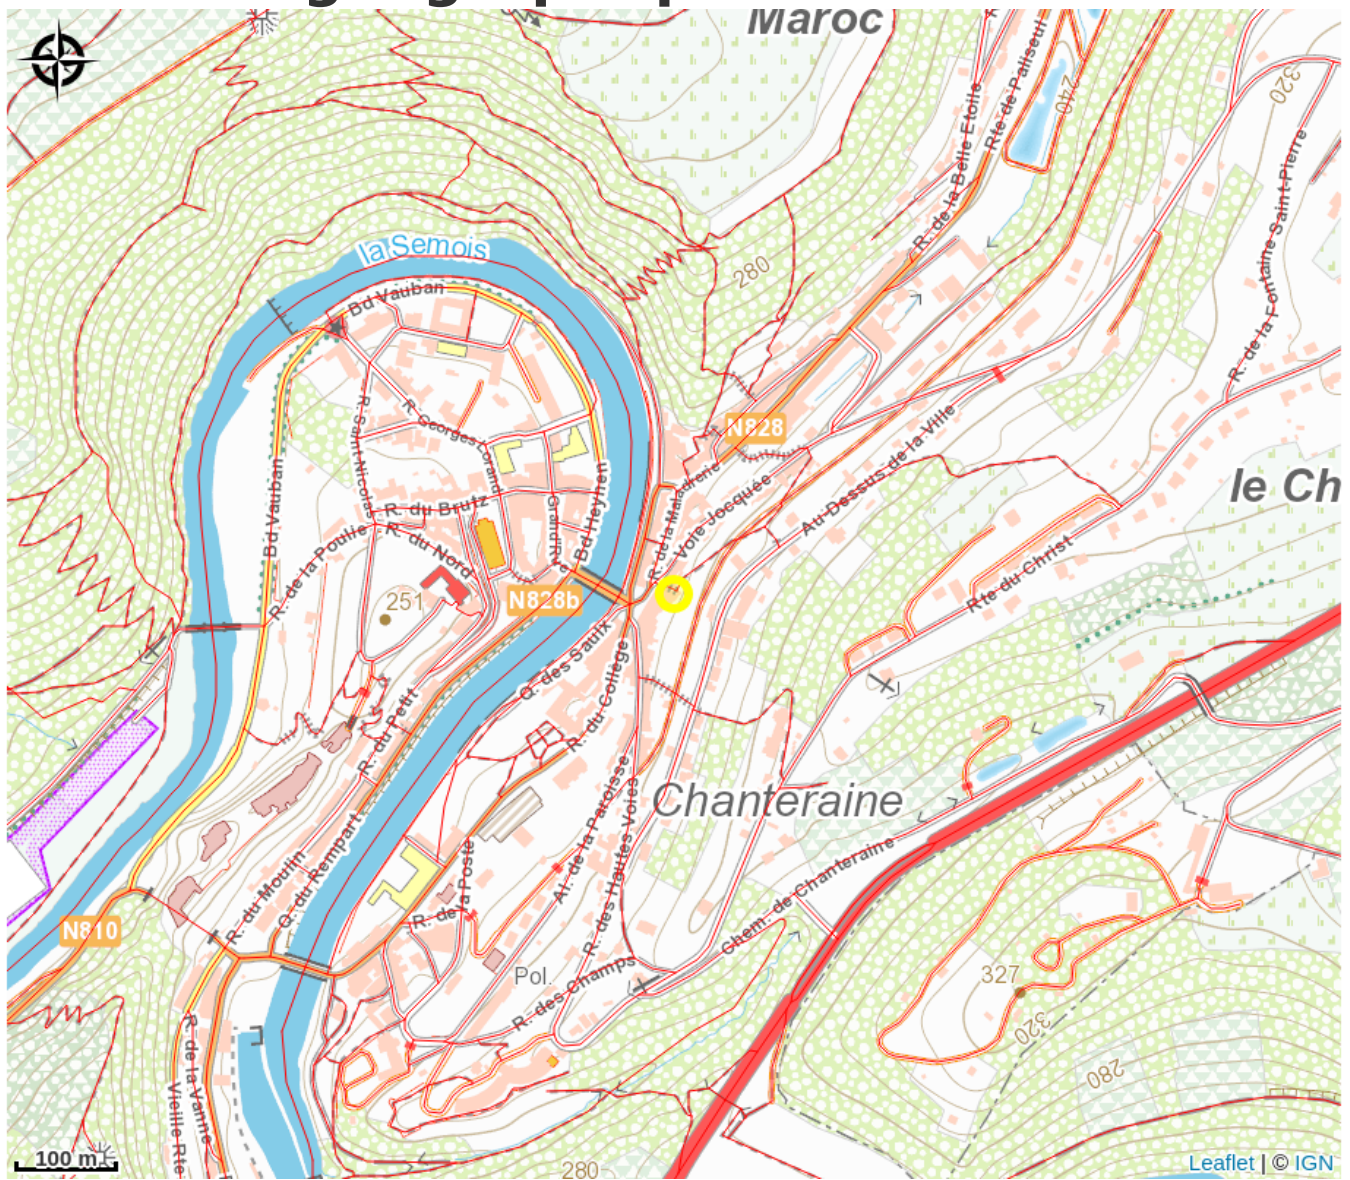 Maroc
320
240
Rte de Paliseul
R. de la Belle Etoile
R. de la Fontaine Saint-Pierre
la Semois
280
Bd Vauban
N828
R. Saint Nicolas
R. Georges Lorand
Au Dessus de la Ville
le Ch
Bd Vauban
Bd Heynen
R. de la Maladrerie
Voie Jocquée
R. du Brutz
Grand'Rue
R. de la Poulie
R. du Nord
Rte du Christ
251
N828b
Q. des Saulx
R. du Collège
R. du Petit
Chanteraine
Al. de la Paroisse
R. des Hautes Voies
R. du Moulin
Q. du Rempart
R. de la Poste
Chem. de Chanteraine
N810
Pol.
R. des Champs
327
320
R. de la Vanne
Vieille Rte
280
280
100 m
Leaflet | © IGN